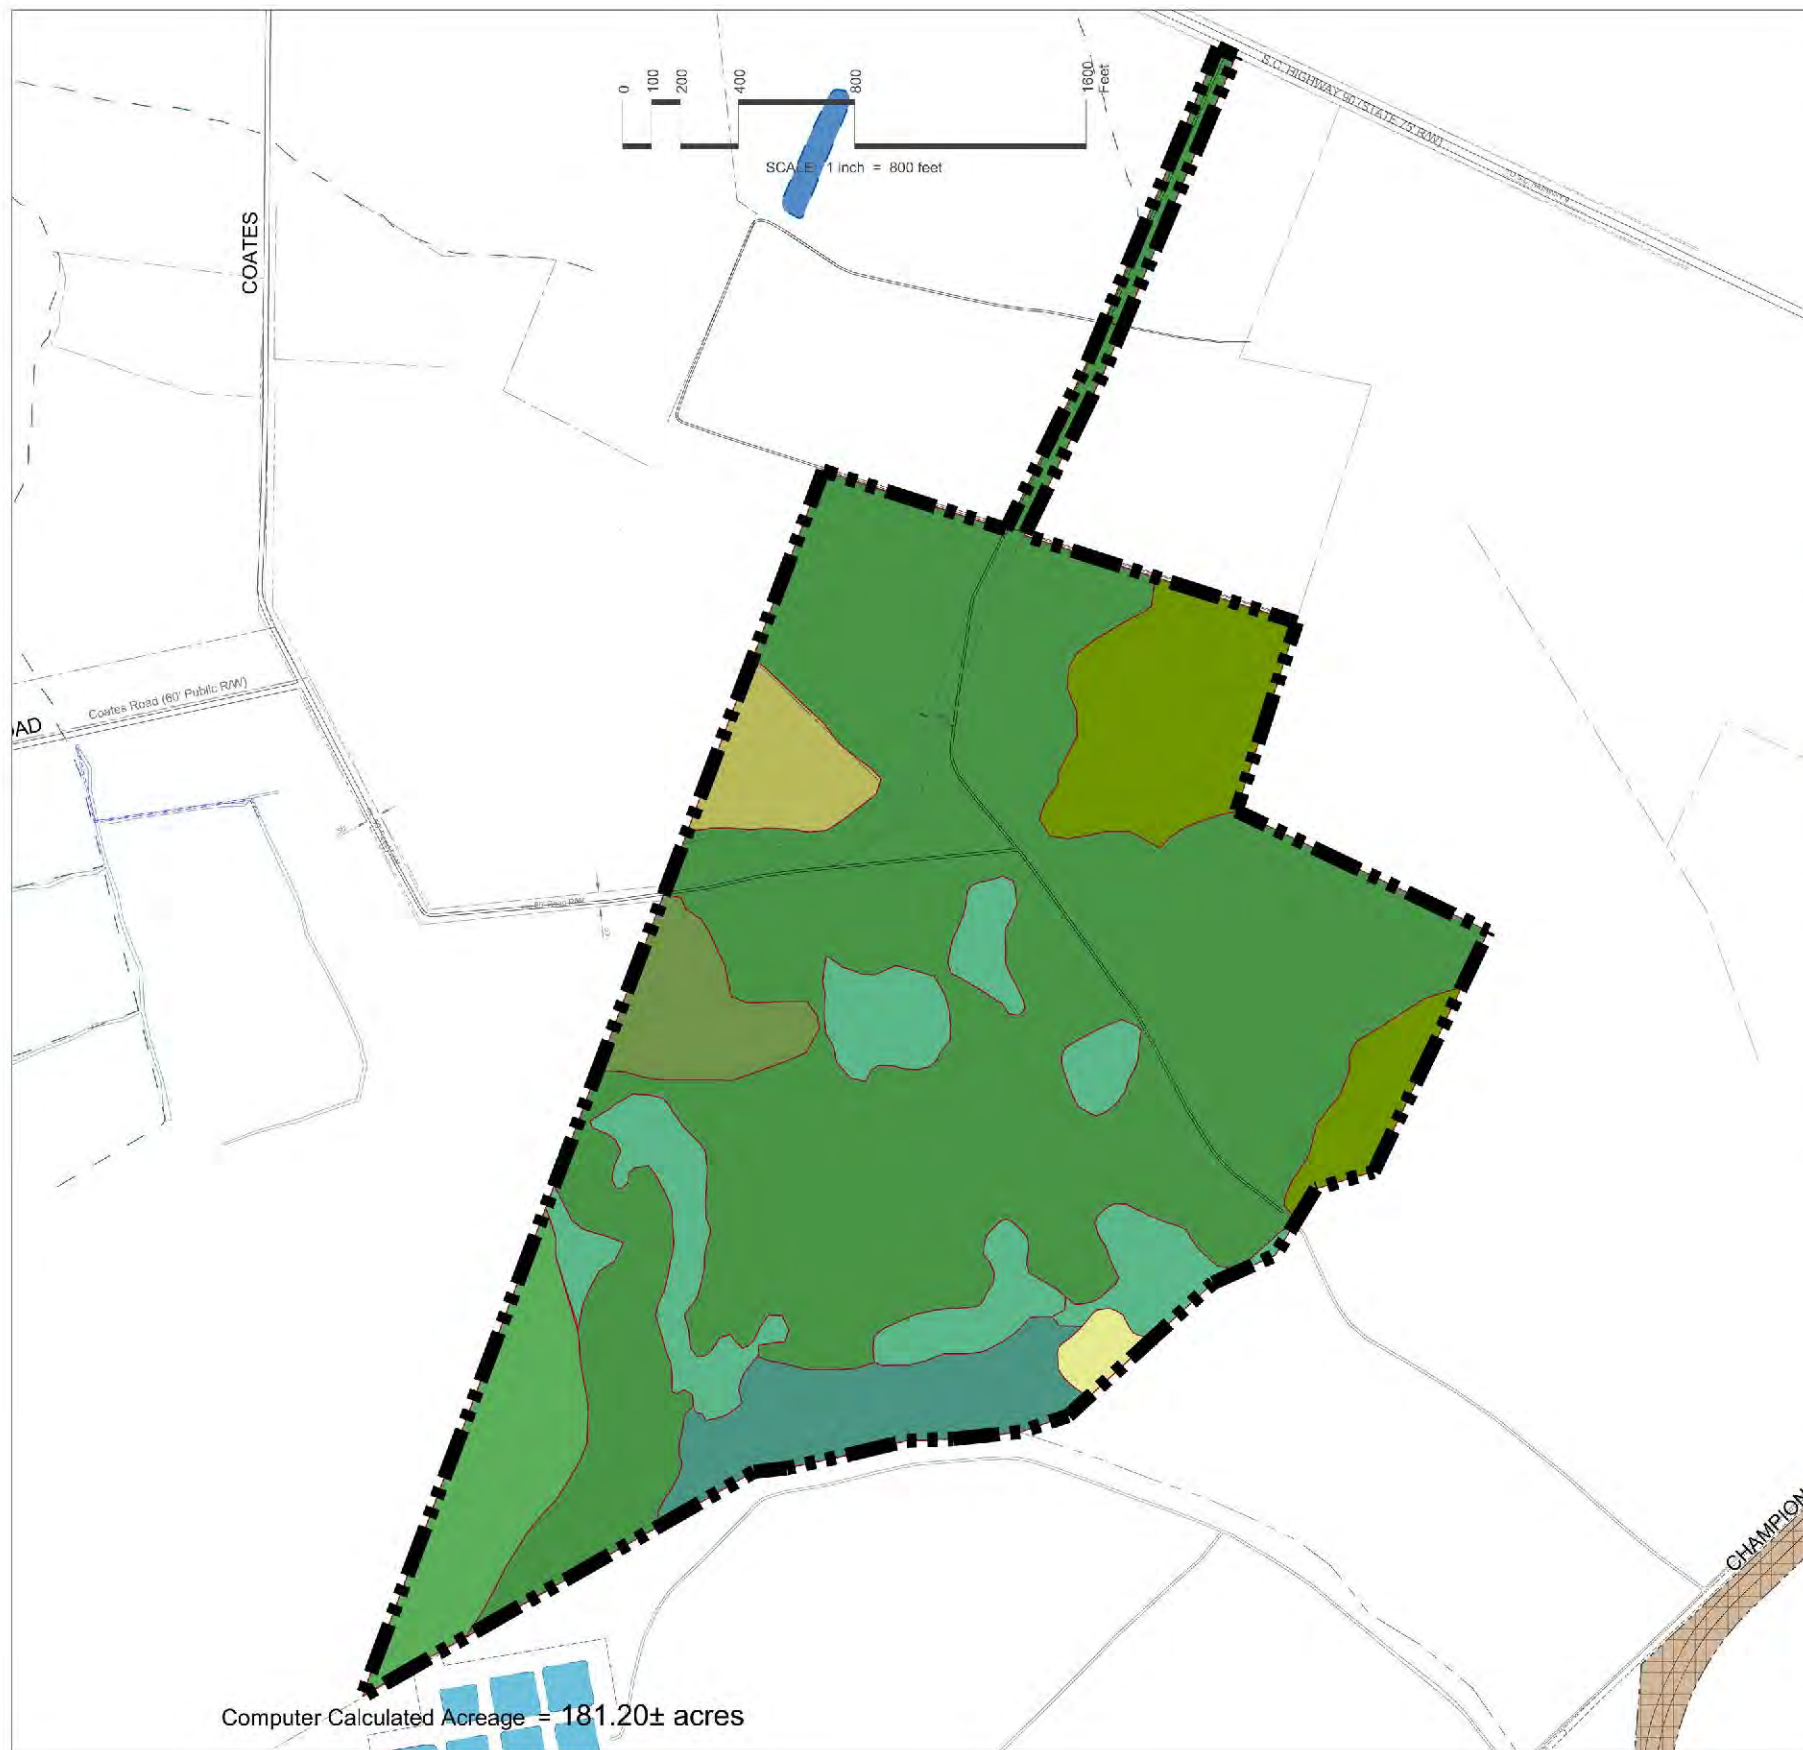 0
100
200
400
800
1600
Feet
SCALE: 1 inch = 800 feet
S.C. HIGHWAY 90 (STATE 75' R/W)
COATES
Coates Road (60' Public R/W)
OAD
CHAMPION
Computer Calculated Acreage = 181.20± acres